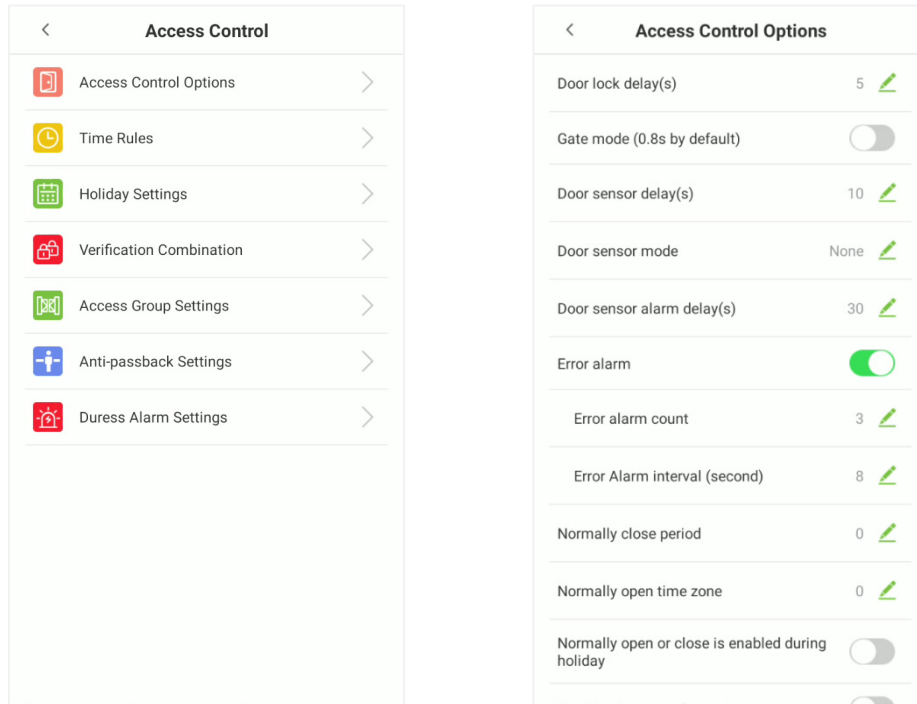 Access Control
Access Control Options
Time Rules
Holiday Settings
Verification Combination
Access Group Settings
Anti-passback Settings
Duress Alarm Settings
Access Control Options
Door lock delay(s) 5
Gate mode (0.8s by default)
Door sensor delay(s) 10
Door sensor mode None
Door sensor alarm delay(s) 30
Error alarm
Error alarm count 3
Error Alarm interval (second) 8
Normally close period 0
Normally open time zone 0
Normally open or close is enabled during
holiday